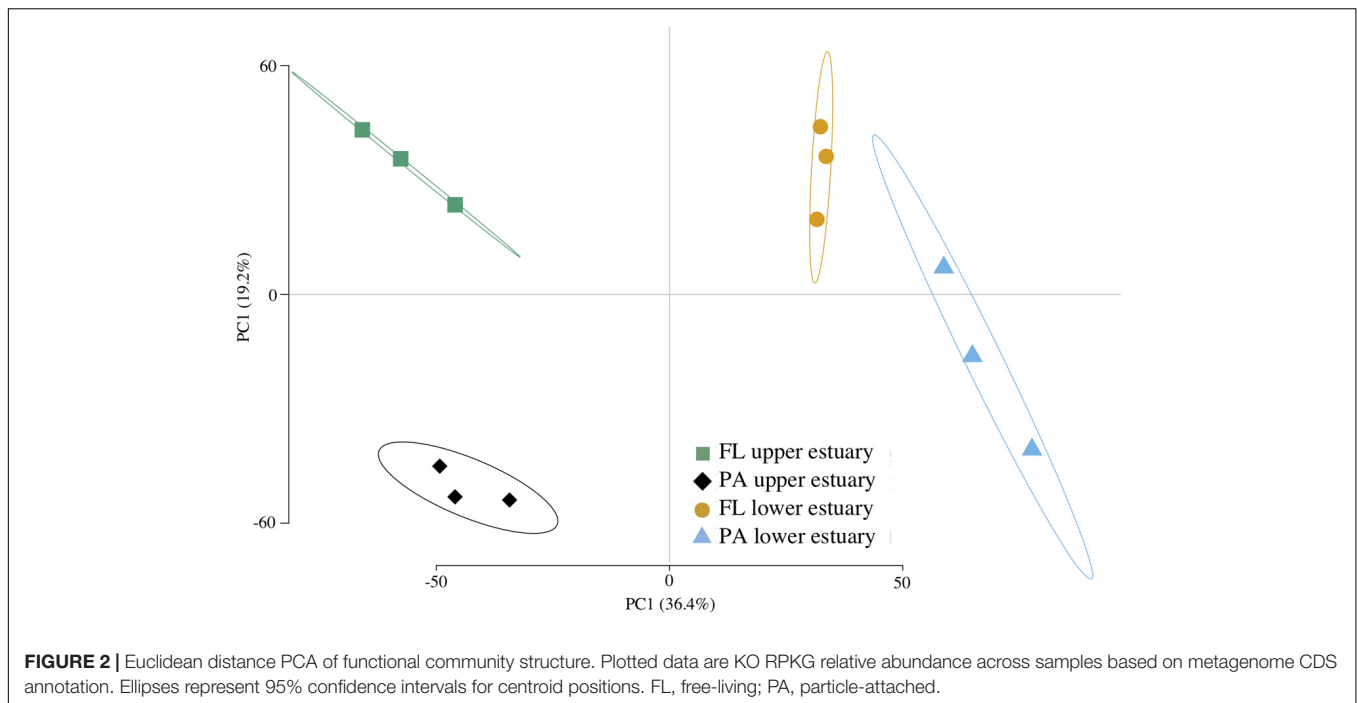 60
0
-60
PC1 (19.2%)
FL upper estuary
PA upper estuary
FL lower estuary
PA lower estuary
-50
0
50
PC1 (36.4%)
FIGURE 2 | Euclidean distance PCA of functional community structure. Plotted data are KO RPKG relative abundance across samples based on metagenome CDS
annotation. Ellipses represent 95% confidence intervals for centroid positions. FL, free-living; PA, particle-attached.